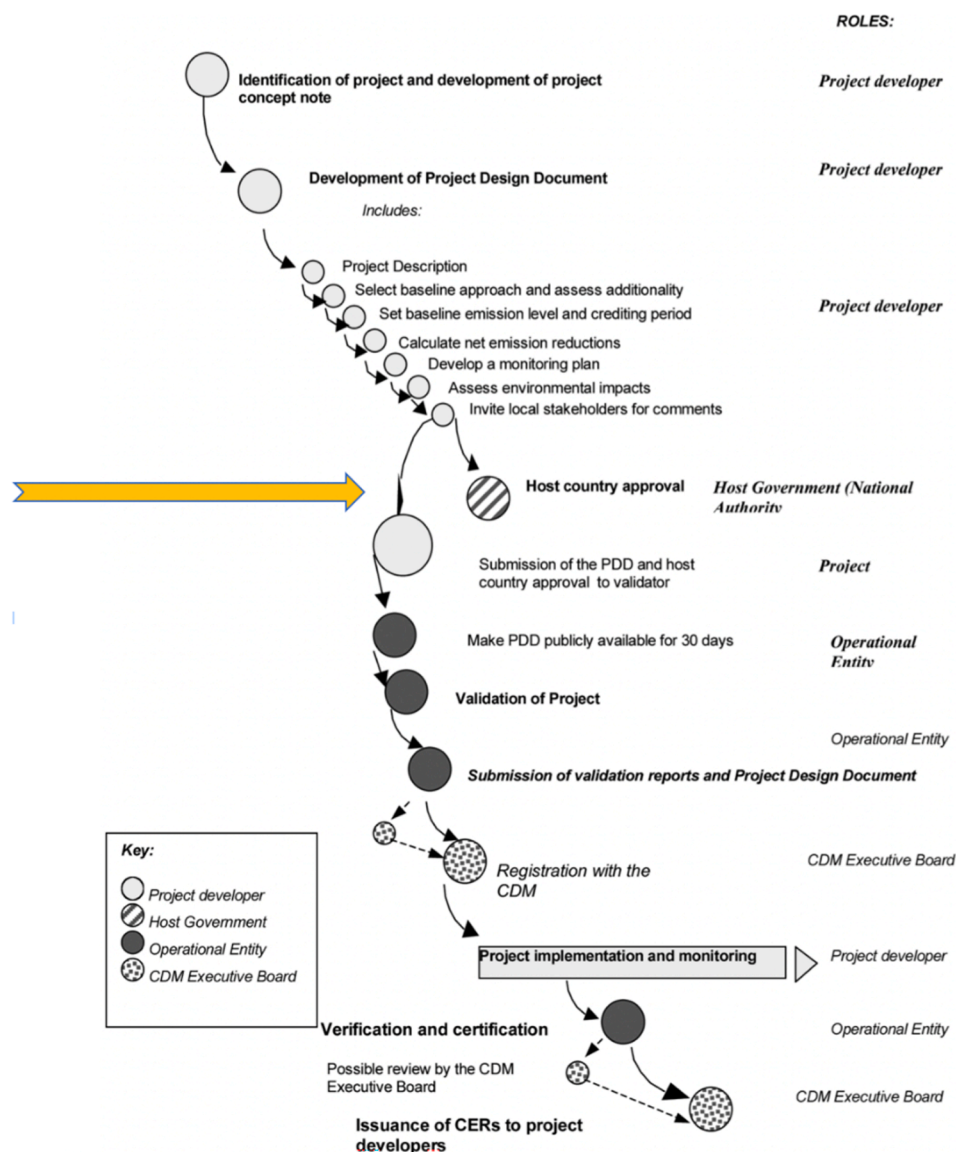 ROLES:
Identification of project and development of project
concept note
Project developer
Development of Project Design Document
Project developer
Includes:
Project Description
Select baseline approach and assess additionality
Set baseline emission level and crediting period
Project developer
Calculate net emission reductions
Develop a monitoring plan
Assess environmental impacts
Invite local stakeholders for comments
Host country approval
Host Government (National
Authority
Submission of the PDD and host
country approval to validator
Project
Make PDD publicly available for 30 days
Operational
Entity
Validation of Project
Operational Entity
Submission of validation reports and Project Design Document
Registration with the
CDM
CDM Executive Board
Key:
Project developer
Host Government
Operational Entity
CDM Executive Board
Project implementation and monitoring
Project developer
Verification and certification
Operational Entity
Possible review by the CDM
Executive Board
CDM Executive Board
Issuance of CERs to project
developers